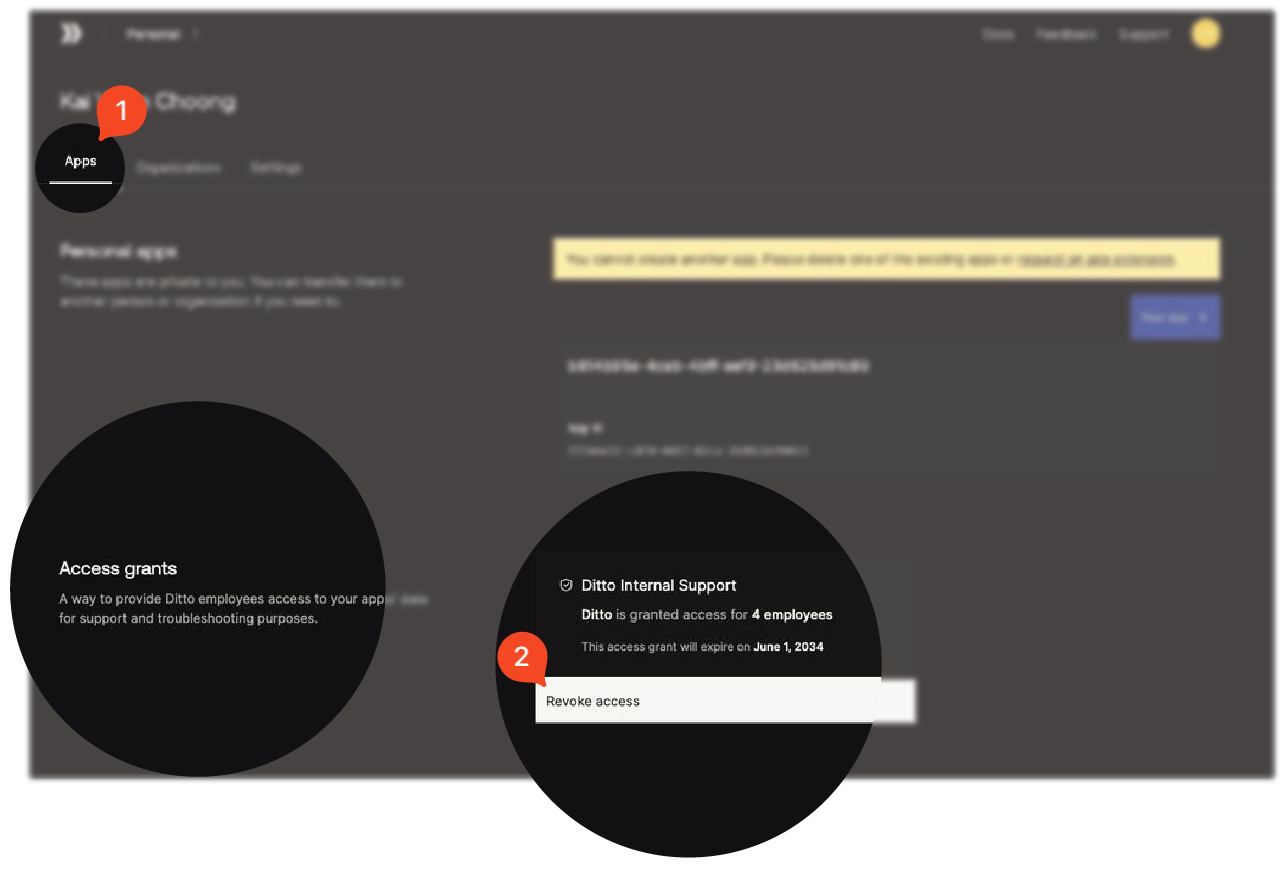 Personal
Docs Feedback Support
Kai Choong
1
Apps Organizations Settings
Personal apps
These apps are private to you. You can transfer them to
another person or organization if you need to.
You cannot create another app. Please delete one of the existing apps or request an app extension.
New app +
App ID
Access grants
A way to provide Ditto employees access to your apps' data
for support and troubleshooting purposes.
Ditto Internal Support
Ditto is granted access for 4 employees
This access grant will expire on June 1, 2034
2
Revoke access